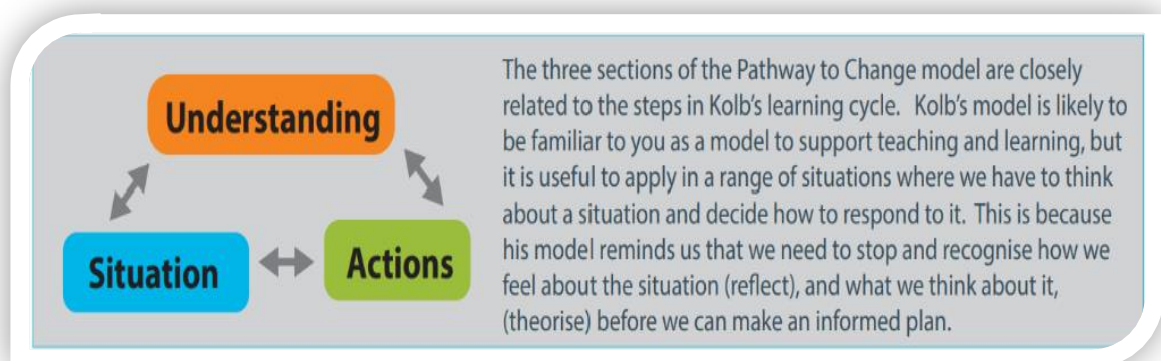 Understanding
Situation
Actions
The three sections of the Pathway to Change model are closely
related to the steps in Kolb's learning cycle.  Kolb's model is likely to
be familiar to you as a model to support teaching and learning, but
it is useful to apply in a range of situations where we have to think
about a situation and decide how to respond to it.  This is because
his model reminds us that we need to stop and recognise how we
feel about the situation (reflect), and what we think about it,
(theorise) before we can make an informed plan.